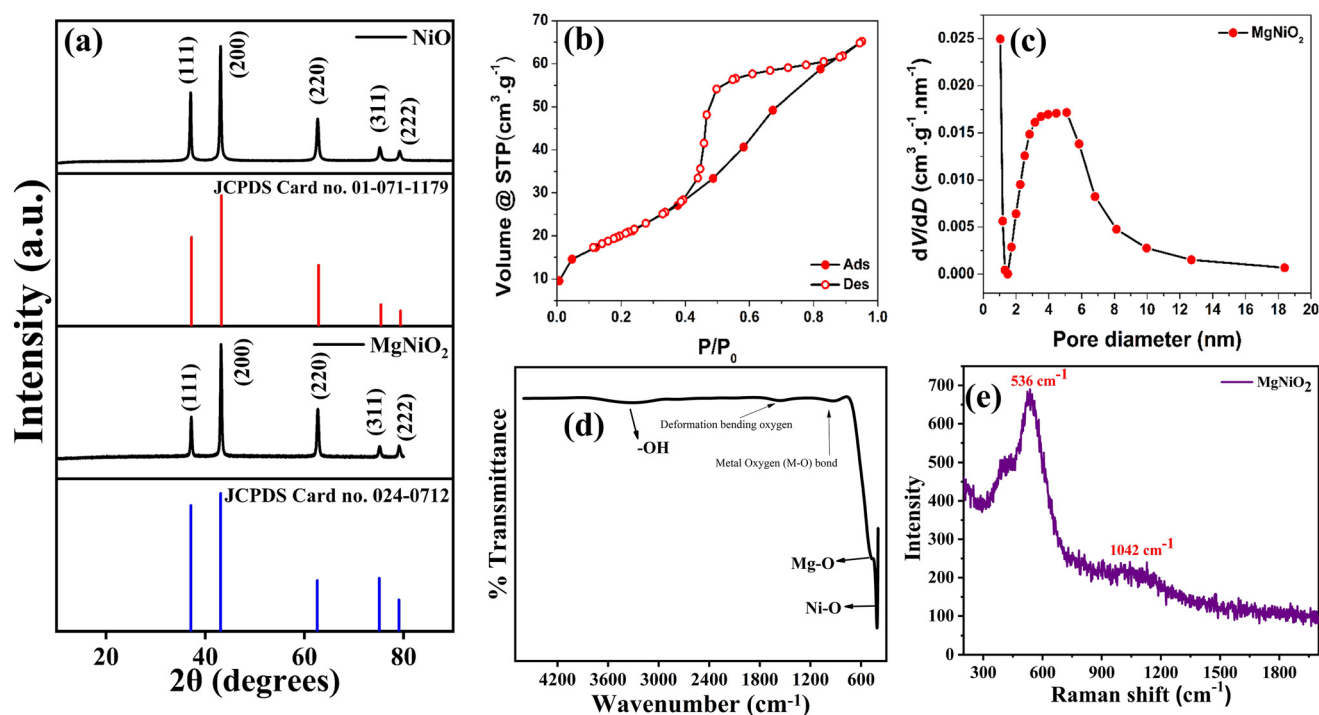 (a)
NiO
(111)
(200)
(220)
(311)
(222)
JCPDS Card no. 01-071-1179
MgNiO₂
(111)
(200)
(220)
(311)
(222)
JCPDS Card no. 024-0712
Intensity (a.u.)
20 40 60 80
2θ (degrees)
(b)
Volume @ STP(cm³.g⁻¹)
70
60
50
40
30
20
10
Ads
Des
0.0 0.2 0.4 0.6 0.8 1.0
P/P₀
(c)
MgNiO₂
dV/dD (cm³.g⁻¹.nm⁻¹)
0.025
0.020
0.015
0.010
0.005
0.000
0 2 4 6 8 10 12 14 16 18 20
Pore diameter (nm)
(d)
% Transmittance
Deformation bending oxygen
-OH
Metal Oxygen (M-O) bond
Mg-O
Ni-O
4200 3600 3000 2400 1800 1200 600
Wavenumber (cm⁻¹)
(e)
536 cm⁻¹
MgNiO₂
Intensity
700
600
500
400
300
200
100
0
1042 cm⁻¹
300 600 900 1200 1500 1800
Raman shift (cm⁻¹)